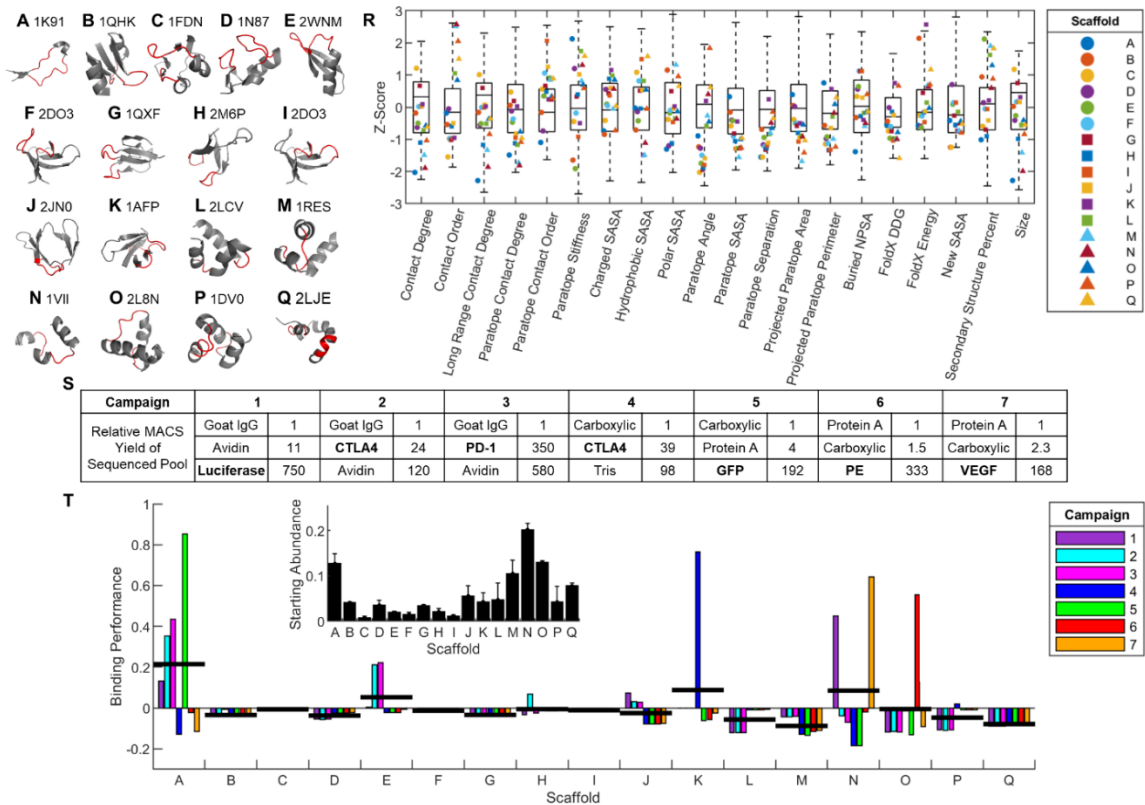 A 1K91
B 1QHK
C 1FDN
D 1N87
E 2WNM
F 2DO3
G 1QXF
H 2M6P
I 2DO3
J 2JN0
K 1AFP
L 2LCV
M 1RES
N 1VII
O 2L8N
P 1DV0
Q 2LJE
R
Z-Score
3
2
1
0
-1
-2
-3
Contact Degree
Contact Order
Long Range Contact Degree
Paratope Contact Degree
Paratope Contact Order
Paratope Stiffness
Charged SASA
Hydrophobic SASA
Polar SASA
Paratope Angle
Paratope SASA
Paratope Separation
Projected Paratope Area
Projected Paratope Perimeter
Buried NPSA
FoldX DDG
FoldX Energy
New SASA
Secondary Structure Percent
Size
Scaffold
A
B
C
D
E
F
G
H
I
J
K
L
M
N
O
P
Q
S
Campaign 1 2 3 4 5 6 7
Relative MACS Yield of Sequenced Pool
Goat IgG 1 Goat IgG 1 Goat IgG 1 Carboxylic 1 Carboxylic 1 Protein A 1 Protein A 1
Avidin 11 CTLA4 24 PD-1 350 CTLA4 39 Protein A 4 Carboxylic 1.5 Carboxylic 2.3
Luciferase 750 Avidin 120 Avidin 580 Tris 98 GFP 192 PE 333 VEGF 168
T
Binding Performance
1
0.8
0.6
0.4
0.2
0
-0.2
A B C D E F G H I J K L M N O P Q
Scaffold
Starting Abundance
0.2
0.1
0
A B C D E F G H I J K L M N O P Q
Scaffold
Campaign
1
2
3
4
5
6
7